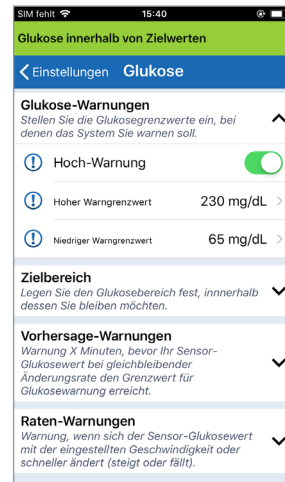 SIM fehlt 15:40
Glukose innerhalb von Zielwerten
Einstellungen Glukose
Glukose-Warnungen
Stellen Sie die Glukosegrenzwerte ein, bei
denen das System Sie warnen soll.
Hoch-Warnung
Hoher Warngrenzwert 230 mg/dL
Niedriger Warngrenzwert 65 mg/dL
Zielbereich
Legen Sie den Glukosebereich fest, innnerhalb
dessen Sie bleiben möchten.
Vorhersage-Warnungen
Warnung X Minuten, bevor Ihr Sensor-
Glukosewert bei gleichbleibender
Änderungsrate den Grenzwert für
Glukosewarnung erreicht.
Raten-Warnungen
Warnung, wenn sich der Sensor-Glukosewert
mit der eingestellten Geschwindigkeit oder
schneller ändert (steigt oder fällt).